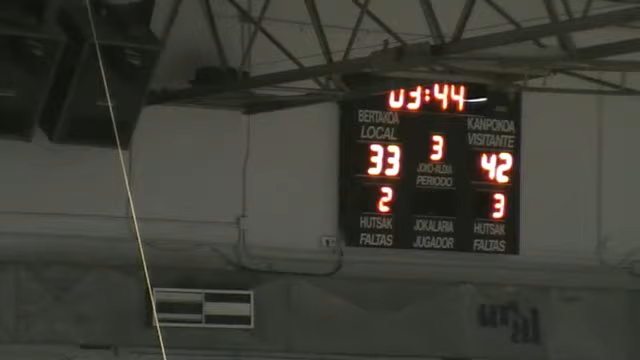 03:44
BERTAKOA
LOCAL
KANPOKOA
VISITANTE
33
3
42
JOKO-ALDIA
PERIODO
2
3
HUTSAK
FALTAS
JOKALARIA
JUGADOR
HUTSAK
FALTAS